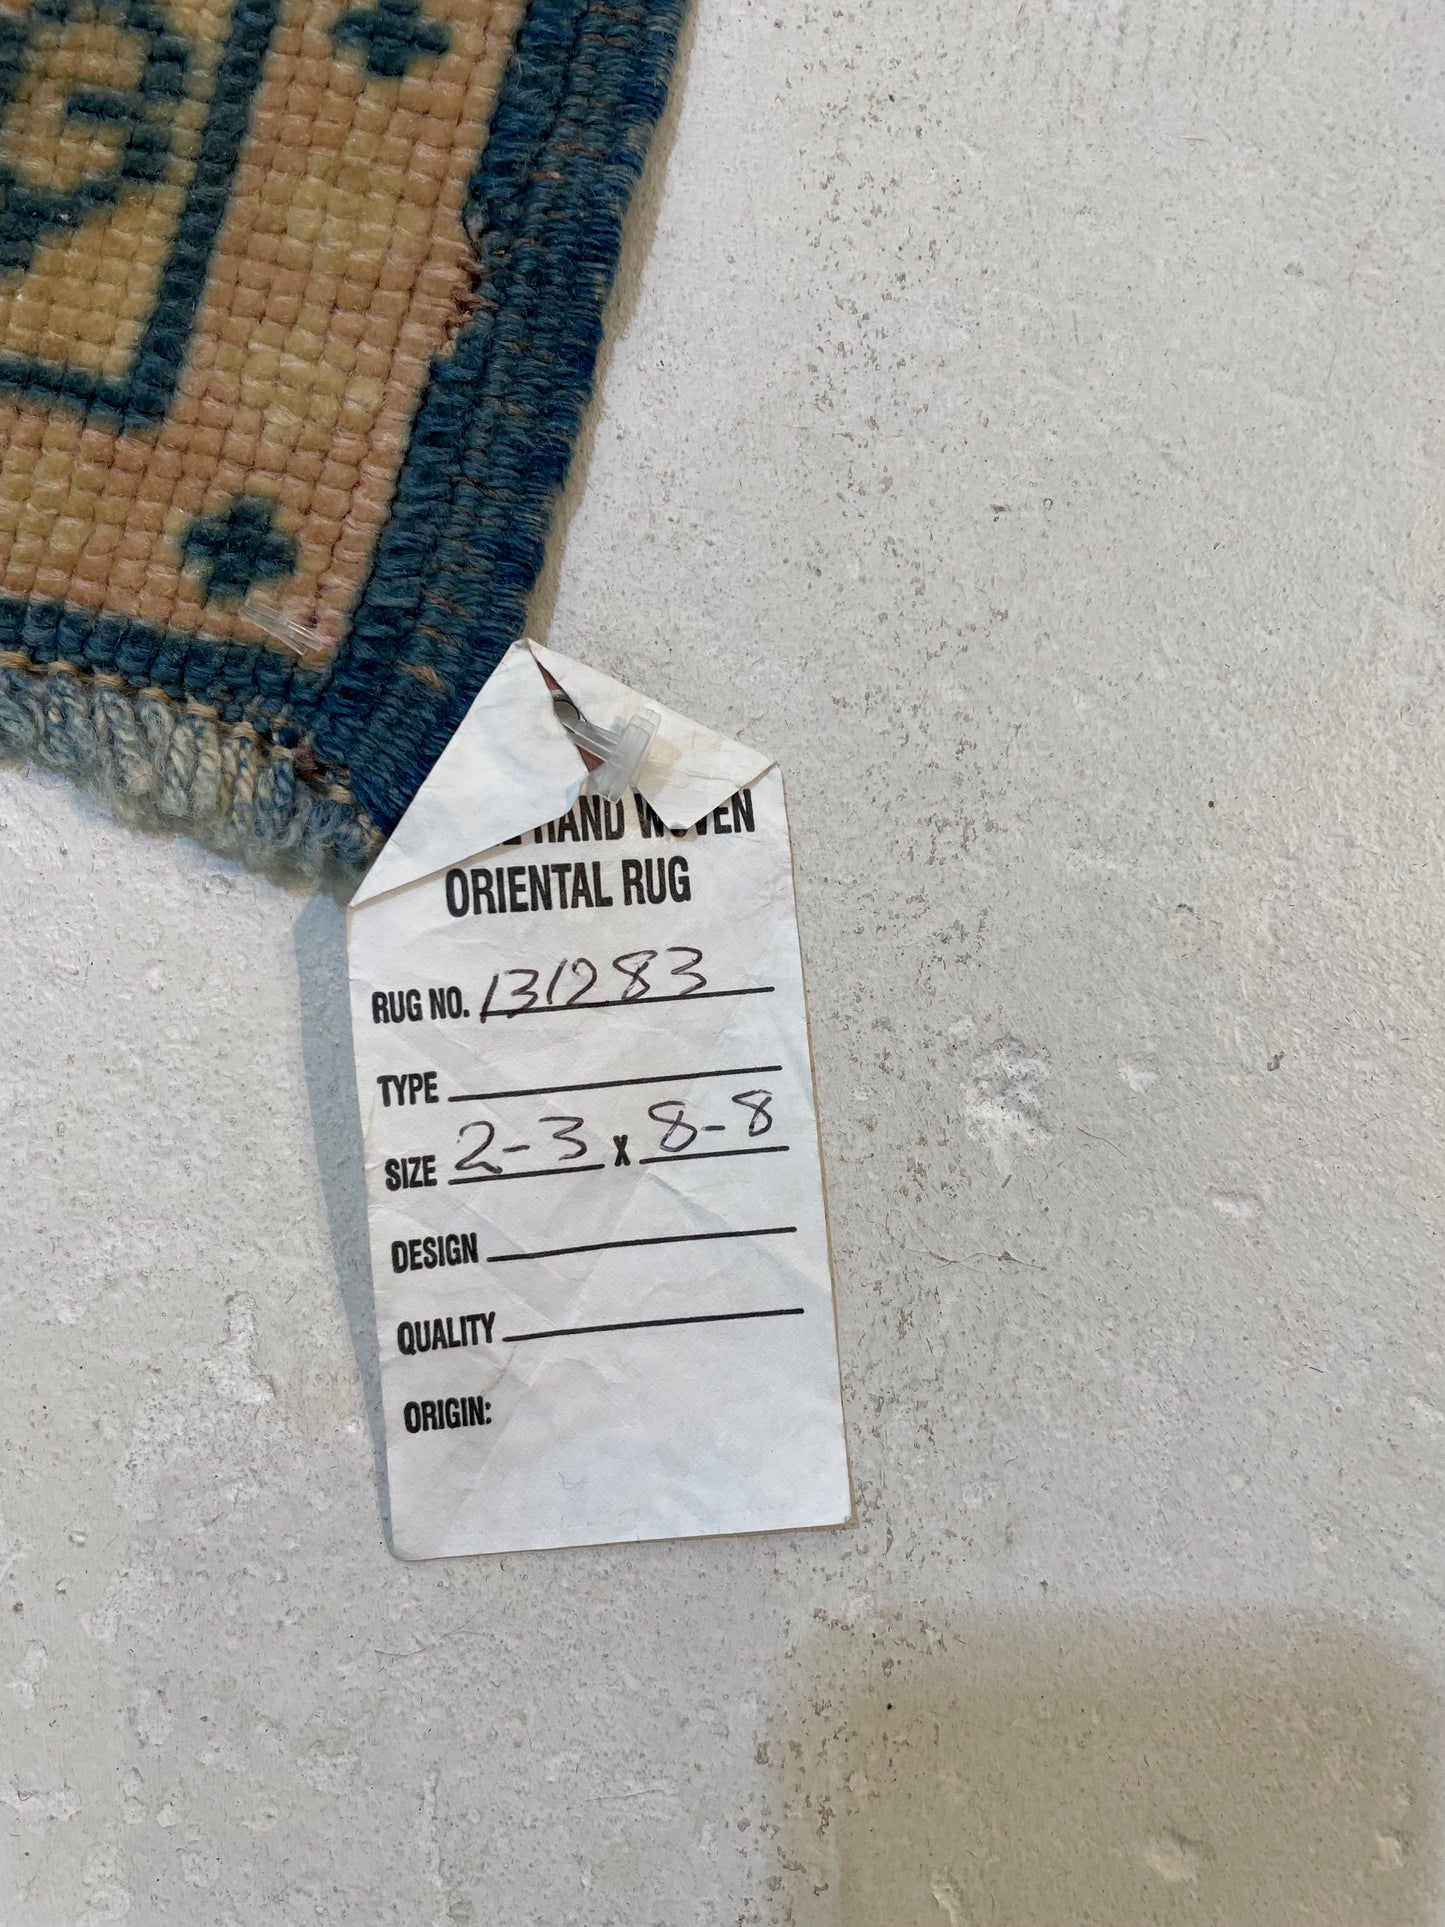 HAND WOVEN
ORIENTAL RUG
RUG NO. 131283
TYPE
SIZE 2-3 X 8-8
DESIGN
QUALITY
ORIGIN: